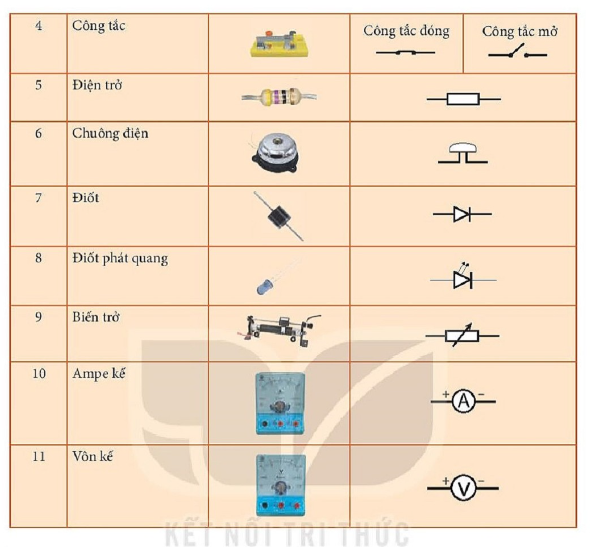 4 Công tắc Công tắc đóng Công tắc mở
5 Điện trở
6 Chuông điện
7 Điốt
8 Điốt phát quang
9 Biến trở
10 Ampe kế + A -
11 Vôn kế + V -
KẾT NỐI TRI THỨC